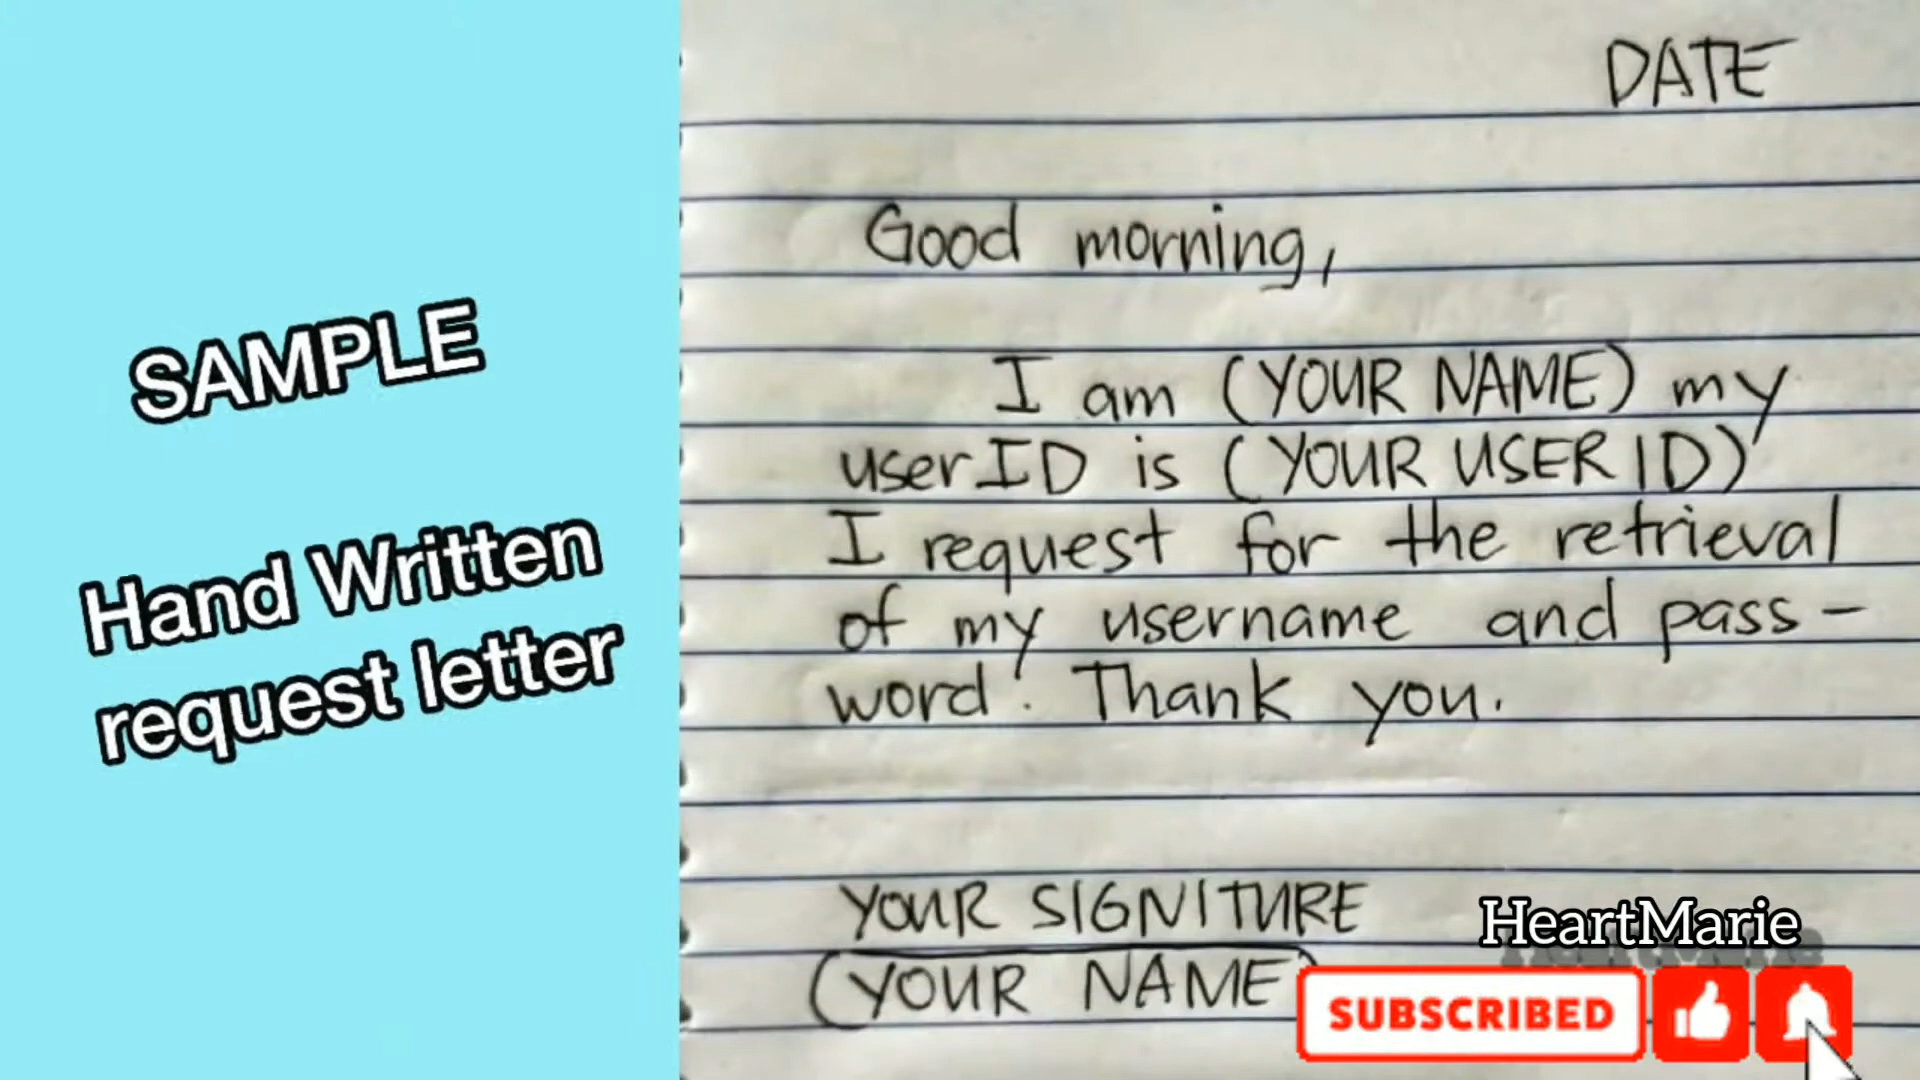 SAMPLE
Hand Written
request letter
DATE
Good morning,
I am (YOUR NAME) my
userID is (YOUR USER ID)
I request for the retrieval
of my username and pass-
word. Thank you.
YOUR SIGNITURE
(YOUR NAME)
HeartMarie
SUBSCRIBED